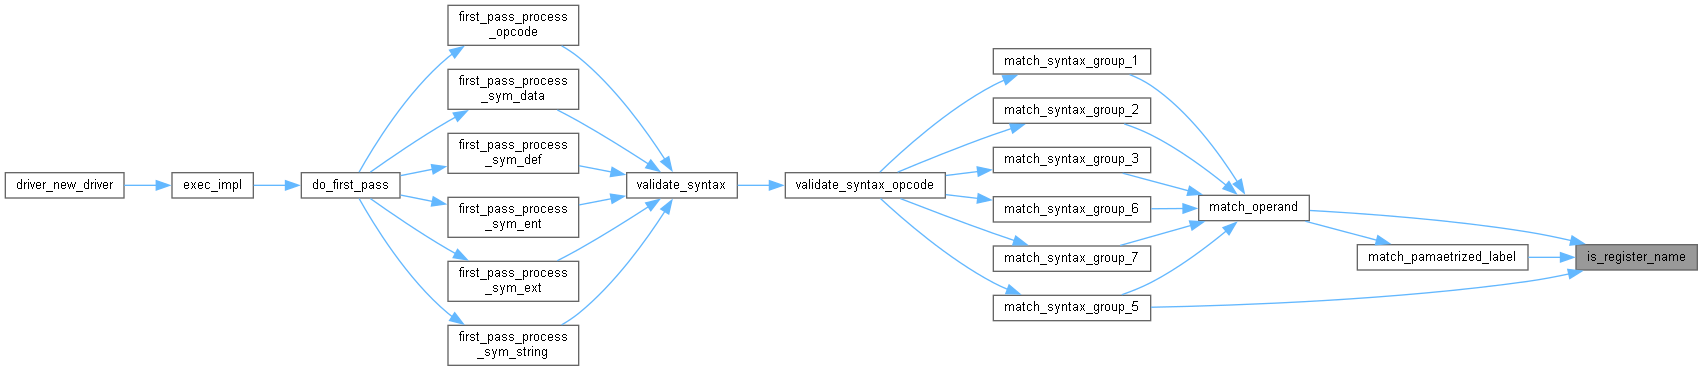 driver_new_driver
exec_impl
do_first_pass
first_pass_process
_opcode
first_pass_process
_sym_data
first_pass_process
_sym_def
first_pass_process
_sym_ent
first_pass_process
_sym_ext
first_pass_process
_sym_string
validate_syntax
validate_syntax_opcode
match_syntax_group_1
match_syntax_group_2
match_syntax_group_3
match_syntax_group_6
match_syntax_group_7
match_syntax_group_5
match_operand
match_pamaetrized_label
is_register_name